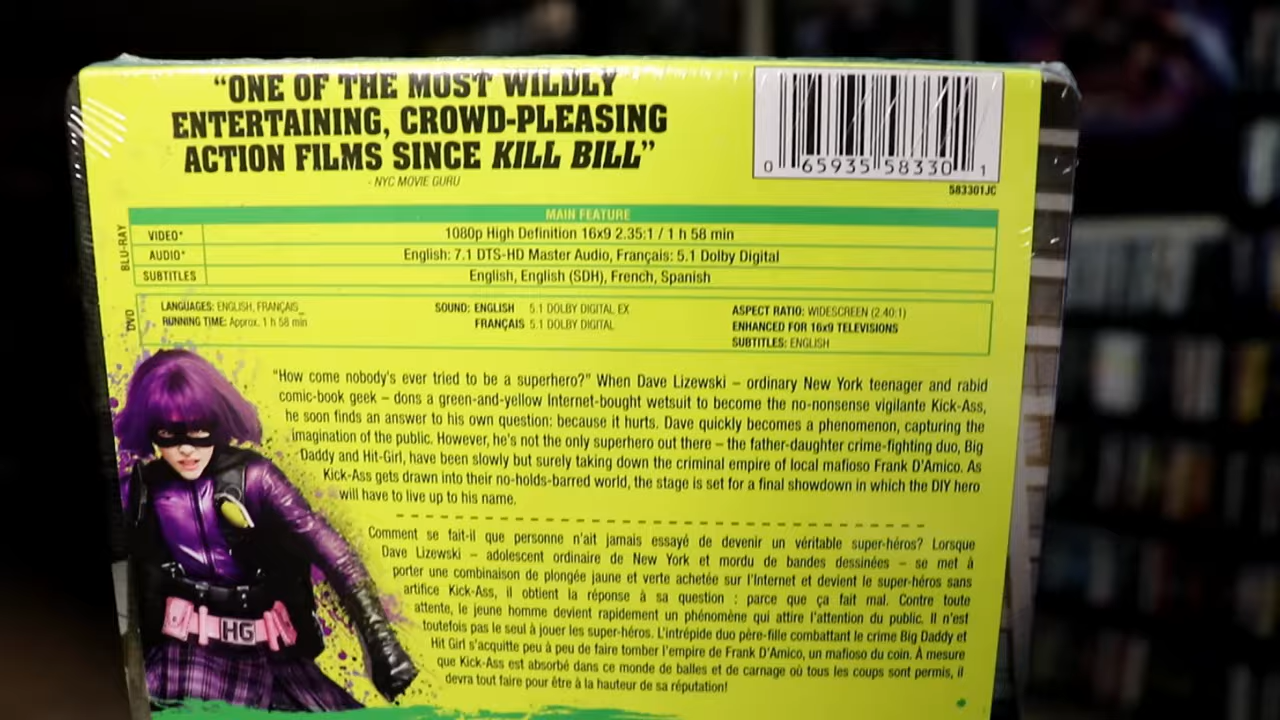 “ONE OF THE MOST WILDLY
ENTERTAINING, CROWD-PLEASING
ACTION FILMS SINCE KILL BILL”
- NYC MOVIE GURU
0 65935 58330 1
583301JC
MAIN FEATURE
BLU-RAY
VIDEO* 1080p High Definition 16x9 2.35:1 / 1 h 58 min
AUDIO* English: 7.1 DTS-HD Master Audio, Français: 5.1 Dolby Digital
SUBTITLES English, English (SDH), French, Spanish
DVD
LANGUAGES: ENGLISH, FRANÇAIS
RUNNING TIME: Approx. 1 h 58 min
SOUND: ENGLISH 5.1 DOLBY DIGITAL EX
FRANÇAIS 5.1 DOLBY DIGITAL
ASPECT RATIO: WIDESCREEN (2.40:1)
ENHANCED FOR 16x9 TELEVISIONS
SUBTITLES: ENGLISH
"How come nobody's ever tried to be a superhero?" When Dave Lizewski – ordinary New York teenager and rabid
comic-book geek – dons a green-and-yellow Internet-bought wetsuit to become the no-nonsense vigilante Kick-Ass,
he soon finds an answer to his own question: because it hurts. Dave quickly becomes a phenomenon, capturing the
imagination of the public. However, he's not the only superhero out there – the father-daughter crime-fighting duo, Big
Daddy and Hit-Girl, have been slowly but surely taking down the criminal empire of local mafioso Frank D'Amico. As
Kick-Ass gets drawn into their no-holds-barred world, the stage is set for a final showdown in which the DIY hero
will have to live up to his name.
Comment se fait-il que personne n'ait jamais essayé de devenir un véritable super-héros? Lorsque
Dave Lizewski – adolescent ordinaire de New York et mordu de bandes dessinées – se met à
porter une combinaison de plongée jaune et verte achetée sur l'Internet et devient le super-héros sans
artifice Kick-Ass, il obtient la réponse à sa question : parce que ça fait mal. Contre toute
attente, le jeune homme devient rapidement un phénomène qui attire l'attention du public. Il n'est
toutefois pas le seul à jouer les super-héros. L'intrépide duo père-fille combattant le crime Big Daddy et
Hit Girl s'acquitte peu à peu de faire tomber l'empire de Frank D'Amico, un mafioso du coin. À mesure
que Kick-Ass est absorbé dans ce monde de balles et de carnage où tous les coups sont permis, il
devra tout faire pour être à la hauteur de sa réputation!
HG